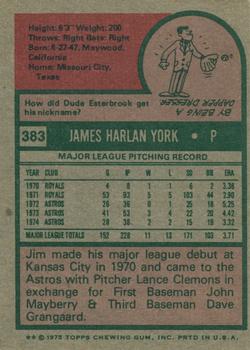 Height: 6'3" Weight: 200
Throws: Right Bats: Right
Born: 8-27-47, Maywood,
California
Home: Missouri City,
Texas
BY BEING A
DAPPER DRESSER
How did Dude Esterbrook get
his nickname?
383 JAMES HARLAN YORK • P
MAJOR LEAGUE PITCHING RECORD
YEAR CLUB G IP W L SO BB ERA
1970 ROYALS 4 8 1 1 6 2 3.38
1971 ROYALS 53 93 5 5 103 44 2.90
1972 ASTROS 26 36 0 1 25 18 5.25
1973 ASTROS 41 53 3 4 22 20 4.42
1974 ASTROS 28 38 2 2 15 19 3.32
MAJOR LEA. TOTALS 152 228 11 13 171 103 3.71
Jim made his major league debut at
Kansas City in 1970 and came to the
Astros with Pitcher Lance Clemons in
exchange for First Baseman John
Mayberry & Third Baseman Dave
Grangaard.
** © 1975 TOPPS CHEWING GUM, INC. PRTD IN U.S.A.